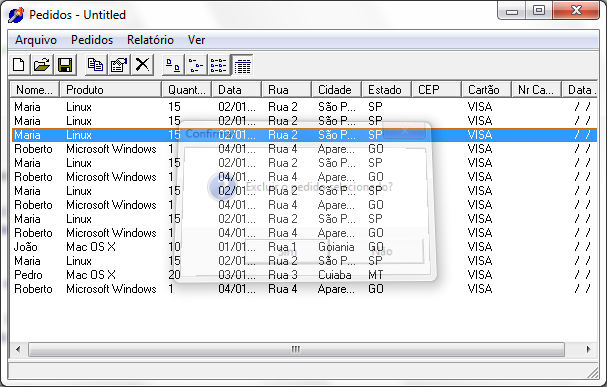 Pedidos - Untitled
Arquivo Pedidos Relatório Ver
Nome... Produto Quant... Data Rua Cidade Estado CEP Cartão Nr Ca... Data .
Maria Linux 15 02/01... Rua 2 São P... SP VISA / /
Maria Linux 15 02/01... Rua 2 São P... SP VISA / /
Maria Linux 15 02/01... Rua 2 São P... SP VISA / /
Roberto Microsoft Windows 1 04/01... Rua 4 Apare... GO VISA / /
Maria Linux 15 02/01... Rua 2 São P... SP VISA / /
Roberto Microsoft Windows 1 04/01... Rua 4 Apare... GO VISA / /
Maria Linux 15 02/01... Rua 2 São P... SP VISA / /
Roberto Microsoft Windows 1 04/01... Rua 4 Apare... GO VISA / /
Maria Linux 15 02/01... Rua 2 São P... SP VISA / /
Roberto Microsoft Windows 1 04/01... Rua 4 Apare... GO VISA / /
João Mac OS X 10 01/01... Rua 1 Goiania GO VISA / /
Maria Linux 15 02/01... Rua 2 São P... SP VISA / /
Pedro Mac OS X 20 03/01... Rua 3 Cuiaba MT VISA / /
Roberto Microsoft Windows 1 04/01... Rua 4 Apare... GO VISA / /
Excluir o pedido selecionado?
Sim Não